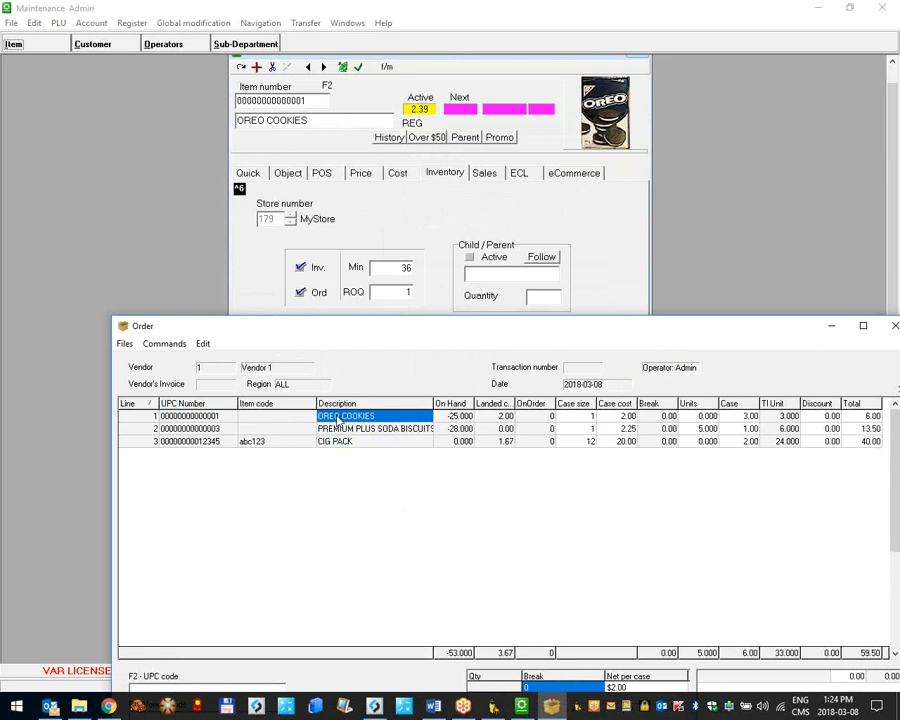 Maintenance Admin
File Edit PLU Account Register Global modification Navigation Transfer Windows Help
Item Customer Operators Sub-Department
f/m
Item number F2
00000000000001
OREO COOKIES
Active Next
2.39
REG
History Over $50 Parent Promo
OREO
Quick Object POS Price Cost Inventory Sales ECL eCommerce
^6
Store number
179 MyStore
Child / Parent
Inv. Min 36 Active Follow
Ord ROQ 1
Quantity
Order
Files Commands Edit
Vendor 1 Vendor 1 Transaction number Operator: Admin
Vendor's Invoice Region ALL Date 2018-03-08
Line / UPC Number Item code Description On Hand Landed c... OnOrder Case size Case cost Break Units Case Tl Unit Discount Total
1 00000000000001 OREO COOKIES -25.000 2.00 0 1 2.00 0.00 0.000 3.00 3.000 0.00 6.00
2 00000000000003 PREMIUM PLUS SODA BISCUITS -28.000 0.00 0 1 2.25 0.00 5.000 1.00 6.000 0.00 13.50
3 00000000012345 abc123 CIG PACK 0.000 1.67 0 12 20.00 0.00 0.000 2.00 24.000 0.00 40.00
-53.000 3.67 0 0.00 5.000 6.00 33.000 0.00 59.50
VAR LICENSE
F2 - UPC code
Qty Break Net per case
0 $2.00
0.00 0.00
ENG
CMS
1:24 PM
2018-03-08